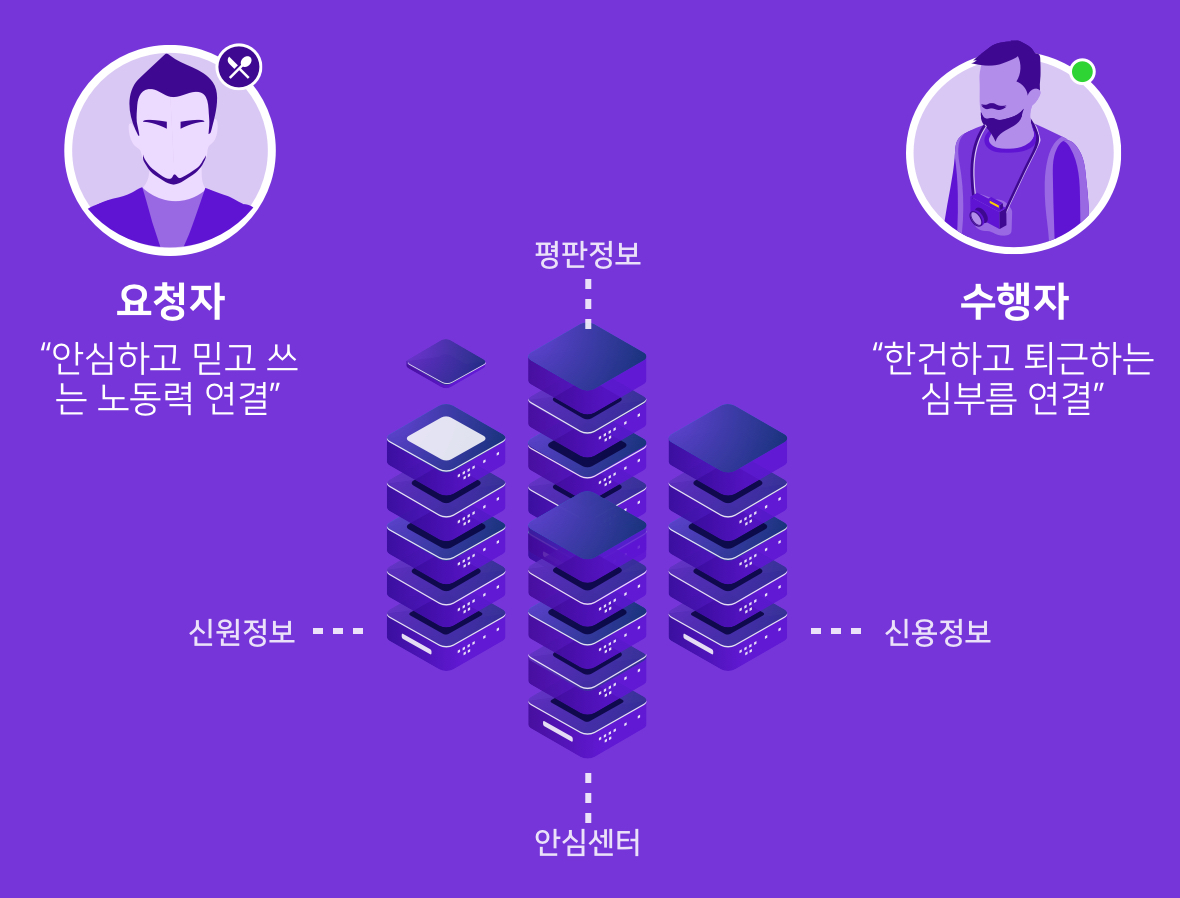 요청자
“안심하고 믿고 쓰
는 노동력 연결”
수행자
“한건하고 퇴근하는
심부름 연결”
평판정보
신원정보
신용정보
안심센터